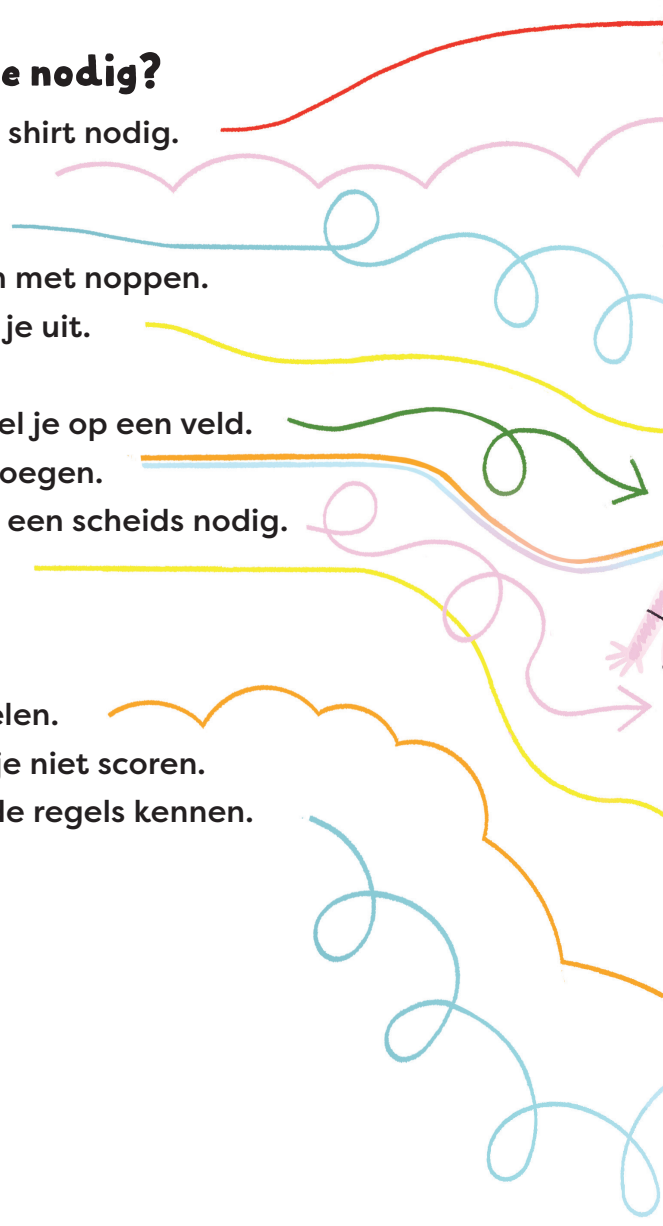 e nodig?
shirt nodig.
n met noppen.
je uit.
el je op een veld.
oegen.
een scheids nodig.
elen.
je niet scoren.
de regels kennen.